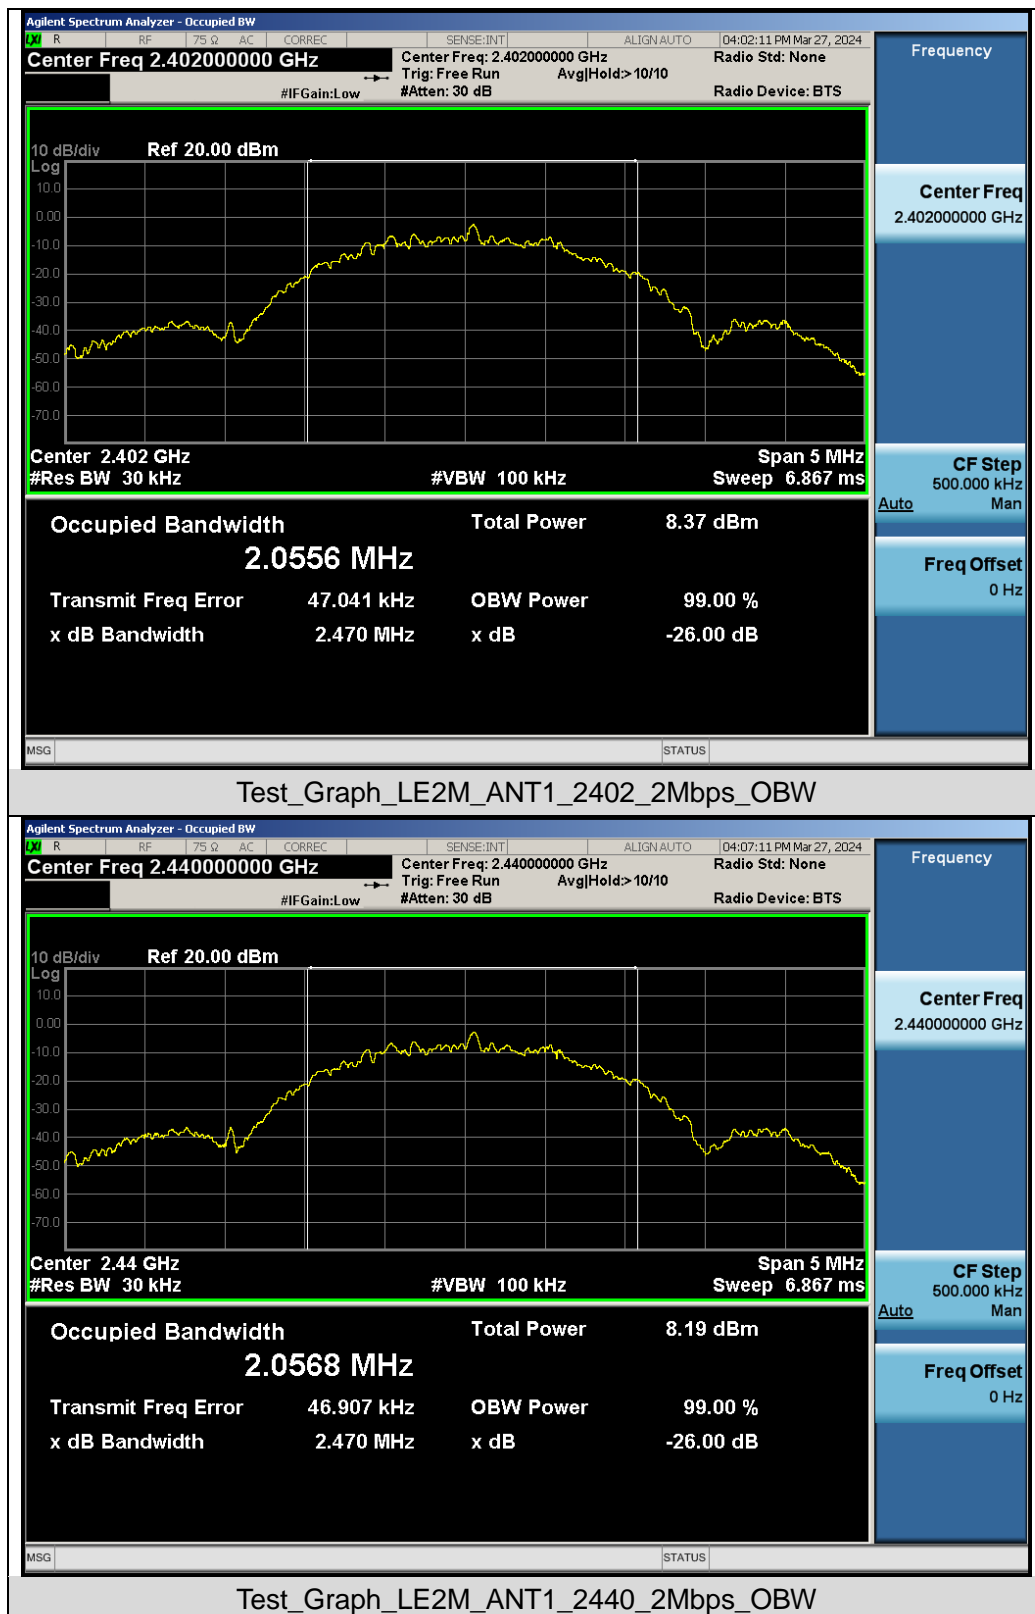 Agilent Spectrum Analyzer - Occupied BW
LXI R RF 75 Ω AC CORREC SENSE:INT ALIGN AUTO 04:02:11 PM Mar 27, 2024
Center Freq 2.402000000 GHz
Center Freq: 2.402000000 GHz
Radio Std: None
Trig: Free Run Avg|Hold:>10/10
#IFGain:Low #Atten: 30 dB Radio Device: BTS
Frequency
10 dB/div Ref 20.00 dBm
Log
10.0
0.00
-10.0
-20.0
-30.0
-40.0
-50.0
-60.0
-70.0
Center 2.402 GHz Span 5 MHz
#Res BW 30 kHz #VBW 100 kHz Sweep 6.867 ms
Center Freq
2.402000000 GHz
CF Step
500.000 kHz
Auto Man
Freq Offset
0 Hz
Occupied Bandwidth Total Power 8.37 dBm
2.0556 MHz
Transmit Freq Error 47.041 kHz OBW Power 99.00 %
x dB Bandwidth 2.470 MHz x dB -26.00 dB
MSG STATUS
Test_Graph_LE2M_ANT1_2402_2Mbps_OBW
Agilent Spectrum Analyzer - Occupied BW
LXI R RF 75 Ω AC CORREC SENSE:INT ALIGN AUTO 04:07:11 PM Mar 27, 2024
Center Freq 2.440000000 GHz
Center Freq: 2.440000000 GHz
Radio Std: None
Trig: Free Run Avg|Hold:>10/10
#IFGain:Low #Atten: 30 dB Radio Device: BTS
Frequency
10 dB/div Ref 20.00 dBm
Log
10.0
0.00
-10.0
-20.0
-30.0
-40.0
-50.0
-60.0
-70.0
Center 2.44 GHz Span 5 MHz
#Res BW 30 kHz #VBW 100 kHz Sweep 6.867 ms
Center Freq
2.440000000 GHz
CF Step
500.000 kHz
Auto Man
Freq Offset
0 Hz
Occupied Bandwidth Total Power 8.19 dBm
2.0568 MHz
Transmit Freq Error 46.907 kHz OBW Power 99.00 %
x dB Bandwidth 2.470 MHz x dB -26.00 dB
MSG STATUS
Test_Graph_LE2M_ANT1_2440_2Mbps_OBW